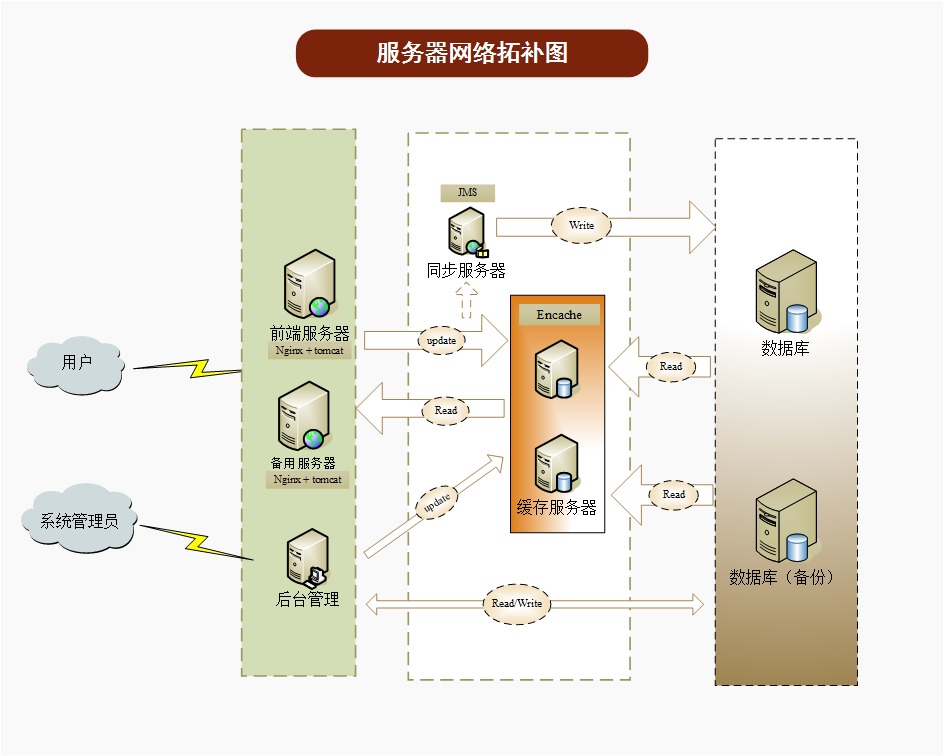 服务器网络拓补图
JMS
同步服务器
Write
Encache
前端服务器
Nginx + tomcat
update
Read
数据库
用户
Read
备用服务器
Nginx + tomcat
系统管理员
update
缓存服务器
Read
数据库（备份）
后台管理
Read/Write